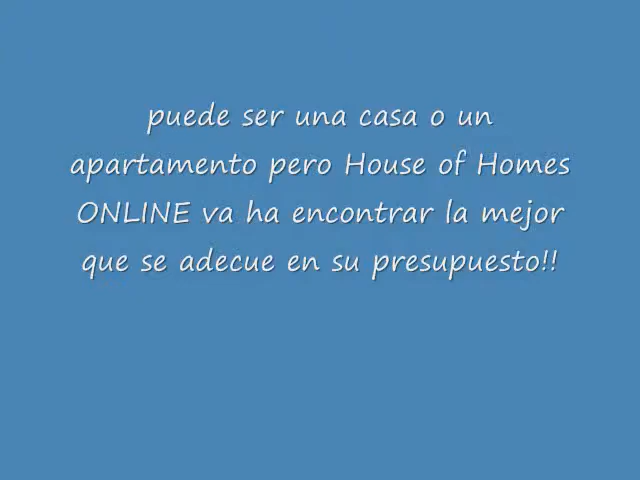 puede ser una casa o un
apartamento pero House of Homes
ONLINE va ha encontrar la mejor
que se adecue en su presupuesto!!